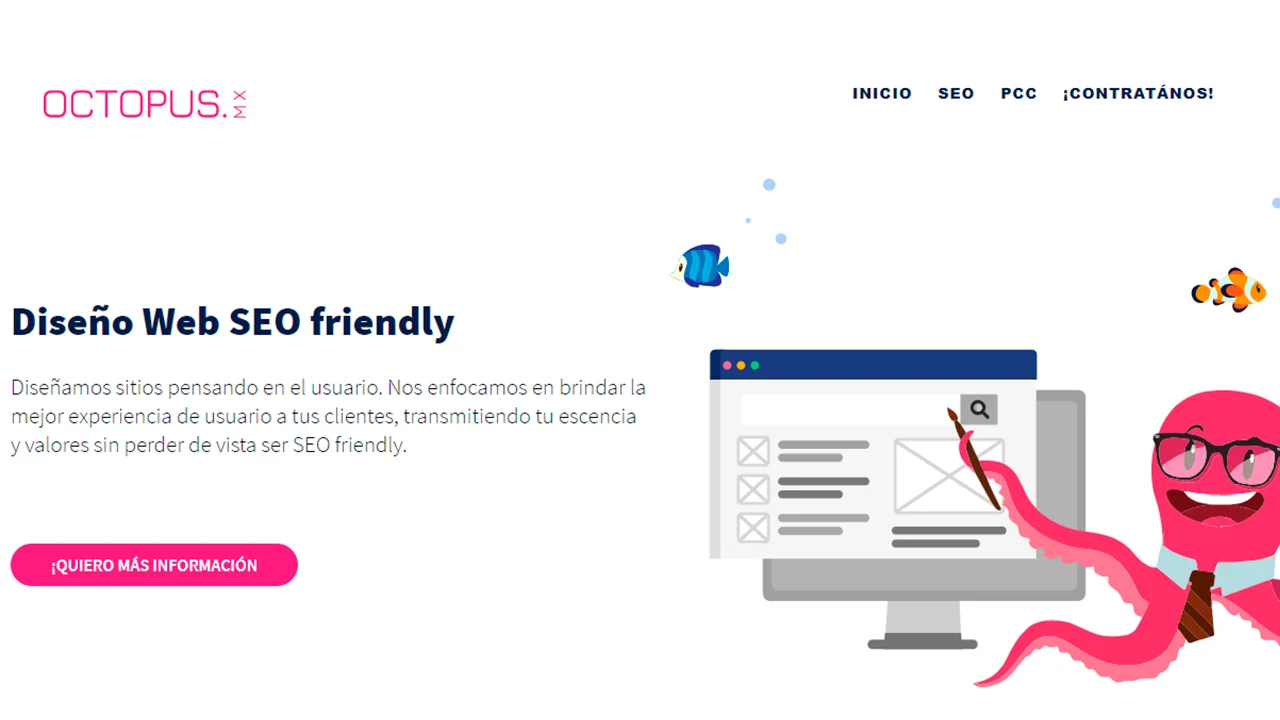 OCTOPUS.MX
INICIO SEO PCC ¡CONTRATÁNOS!
Diseño Web SEO friendly
Diseñamos sitios pensando en el usuario. Nos enfocamos en brindar la
mejor experiencia de usuario a tus clientes, transmitiendo tu escencia
y valores sin perder de vista ser SEO friendly.
¡QUIERO MÁS INFORMACIÓN